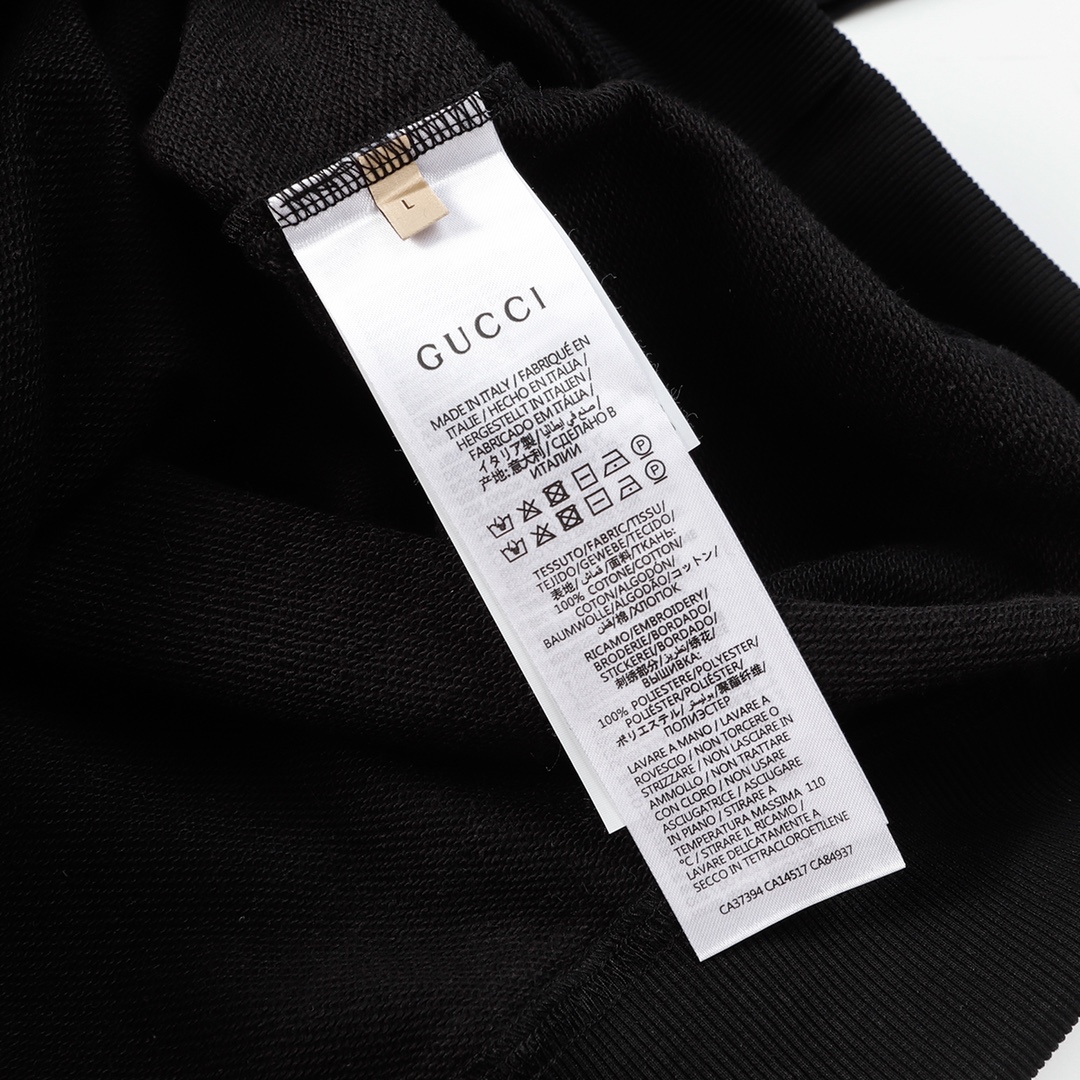 L
GUCCI
MADE IN ITALY / FABRIQUÉ EN
ITALIE / HECHO EN ITALIA /
HERGESTELLT IN ITALIEN /
FABRICADO EM ITÁLIA /
イタリア製 / صنع في إيطاليا /
产地: 意大利 / СДЕЛАНО В
ИТАЛИИ
P
P
TESSUTO/FABRIC/TISSU/
TEJIDO/GEWEBE/TECIDO/
表地/قماش/面料/ТКАНЬ:
100% COTONE/COTTON/
COTON/ALGODÓN/
BAUMWOLLE/ALGODÃO/コットン/
قطن/棉/ХЛОПОК
RICAMO/EMBROIDERY/
BRODERIE/BORDADO/
STICKEREI/BORDADO/
刺绣部分/تطريز/绣花/
ВЫШИВКА:
100% POLIESTERE/POLYESTER/
POLIÉSTER/POLIÉSTER/
ポリエステル/بوليستر/聚酯纤维/
ПОЛИЭСТЕР
LAVARE A MANO / LAVARE A
ROVESCIO / NON TORCERE O
STRIZZARE / NON LASCIARE IN
AMMOLLO / NON TRATTARE
CON CLORO / NON USARE
ASCIUGATRICE / ASCIUGARE
IN PIANO / STIRARE A
TEMPERATURA MASSIMA 110
°C / STIRARE IL RICAMO /
LAVARE DELICATAMENTE A
SECCO IN TETRACLOROETILENE
CA37394 CA14517 CA84937